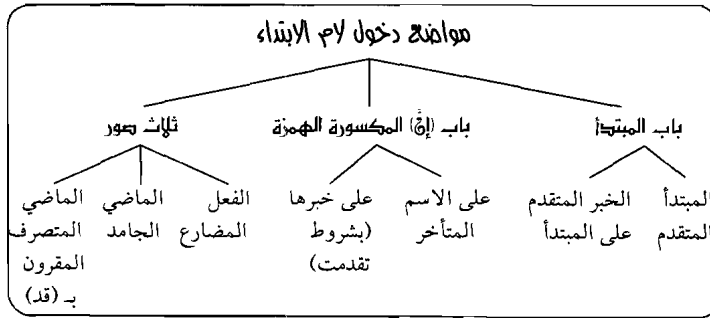 مواضع دخول لام الابتداء
باب المبتدأ
باب (إنَّ) المكسورة الهمزة
ثلاث صور
المبتدأ المتقدم
الخبر المتقدم على المبتدأ
على الاسم المتأخر
على خبرها (بشروط تقدمت)
الفعل المضارع
الماضي الجامد
الماضي المتصرف المقرون بـ (قد)